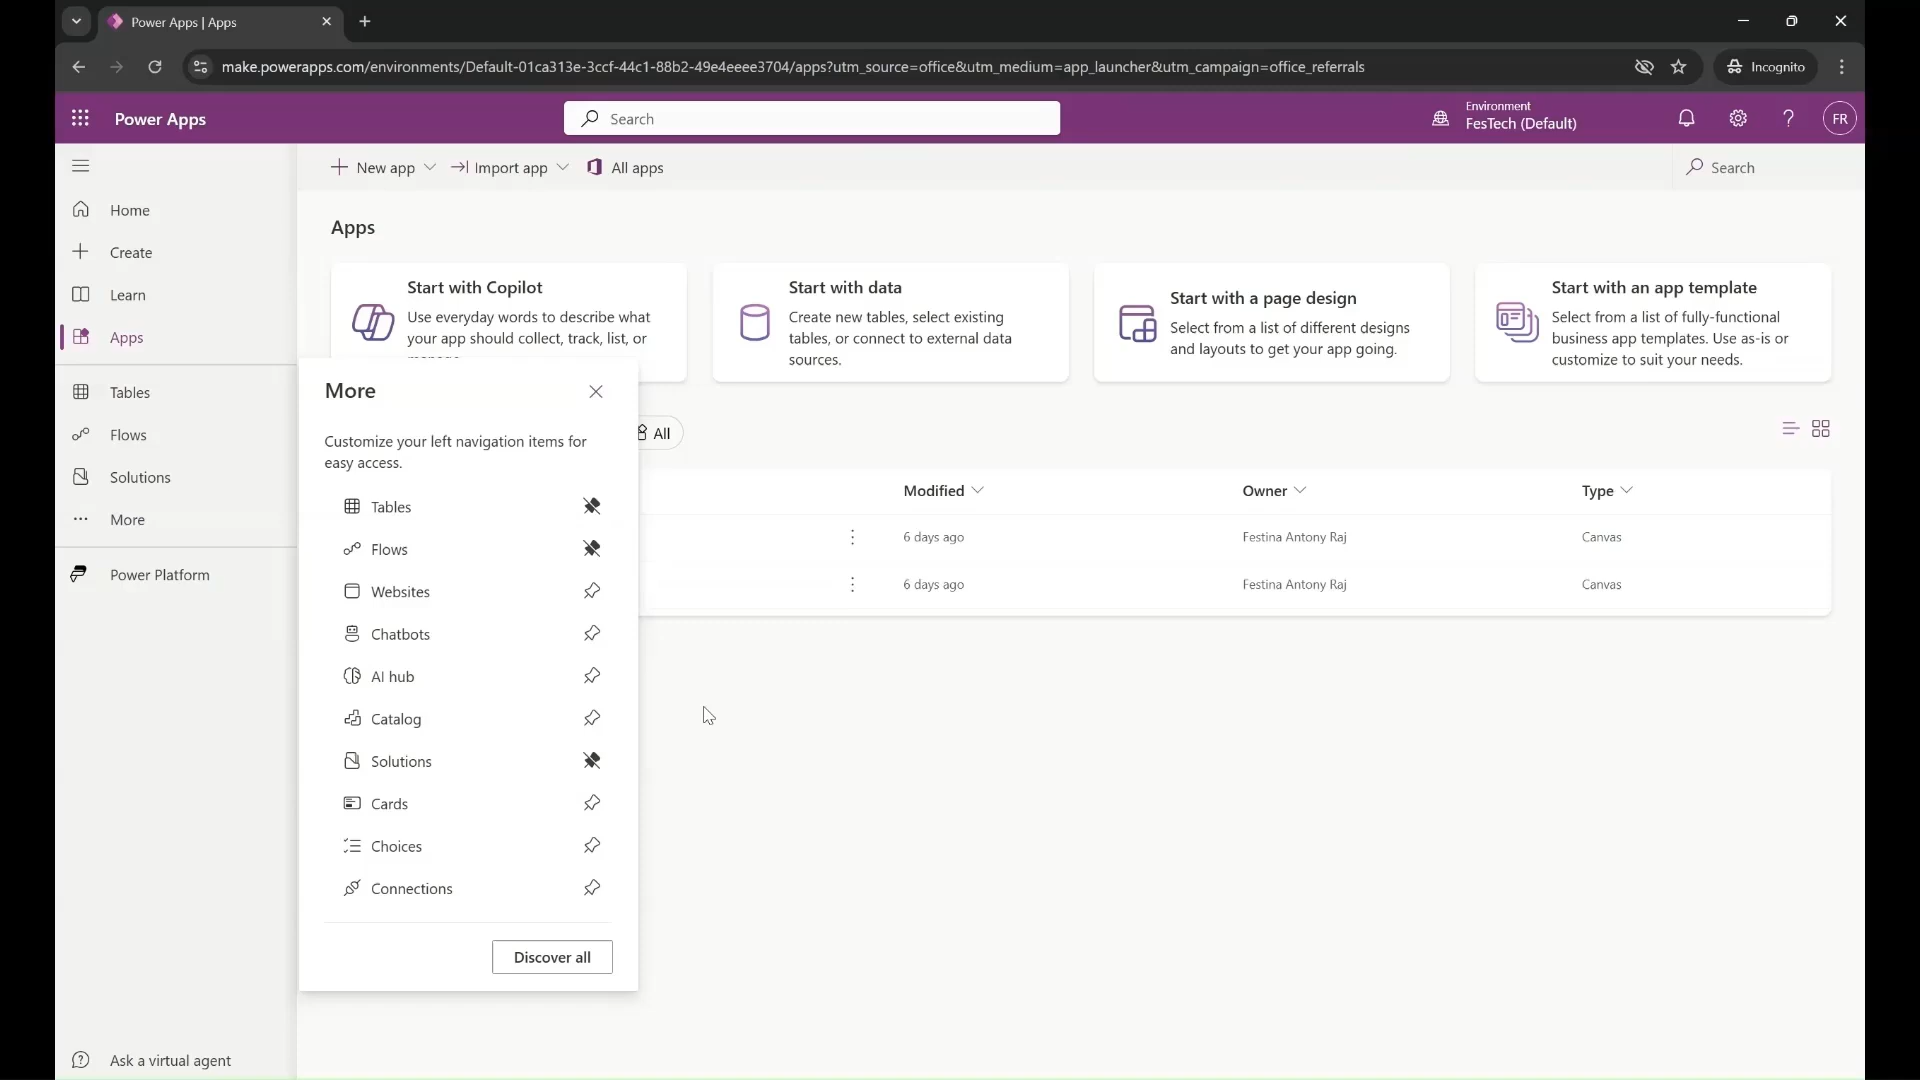 Power Apps | Apps
make.powerapps.com/environments/Default-01ca313e-3ccf-44c1-88b2-49e4eeee3704/apps?utm_source=office&utm_medium=app_launcher&utm_campaign=office_referrals
Incognito
Power Apps
Search
Environment
FesTech (Default)
FR
New app
Import app
All apps
Search
Home
Create
Learn
Apps
Tables
Flows
Solutions
More
Power Platform
Ask a virtual agent
Apps
Start with Copilot
Use everyday words to describe what
your app should collect, track, list, or
Start with data
Create new tables, select existing
tables, or connect to external data
sources.
Start with a page design
Select from a list of different designs
and layouts to get your app going.
Start with an app template
Select from a list of fully-functional
business app templates. Use as-is or
customize to suit your needs.
More
Customize your left navigation items for
easy access.
Tables
Flows
Websites
Chatbots
AI hub
Catalog
Solutions
Cards
Choices
Connections
Discover all
All
Modified
Owner
Type
6 days ago
Festina Antony Raj
Canvas
6 days ago
Festina Antony Raj
Canvas